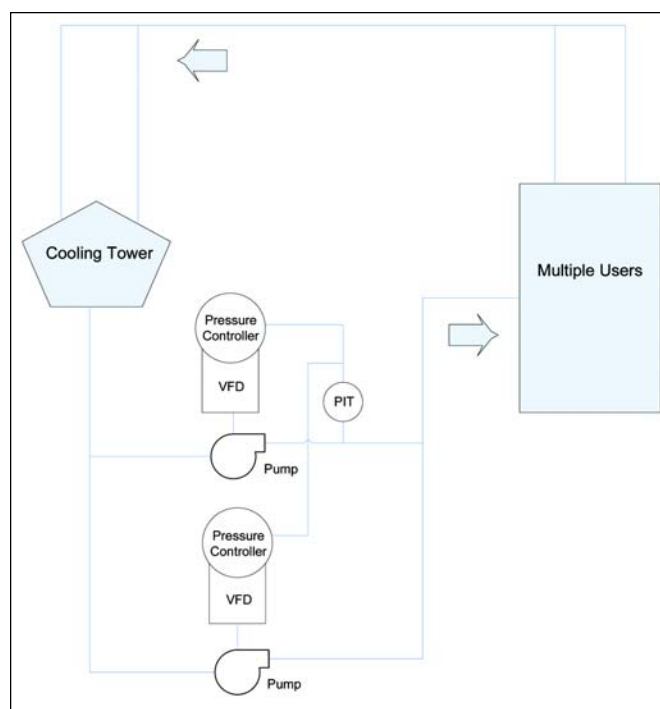 Cooling Tower
Multiple Users
Pressure
Controller
VFD
PIT
Pump
Pressure
Controller
VFD
Pump